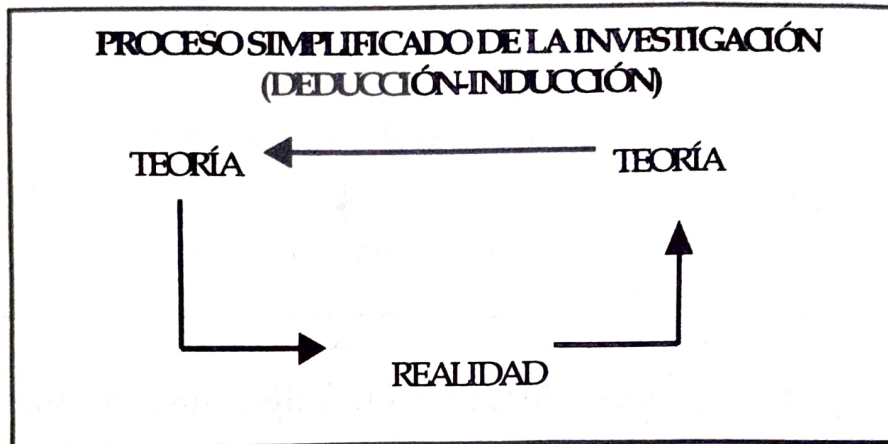 PROCESO SIMPLIFICADO DE LA INVESTIGACIÓN
(DEDUCCIÓN-INDUCCIÓN)
TEORÍA TEORÍA
REALIDAD